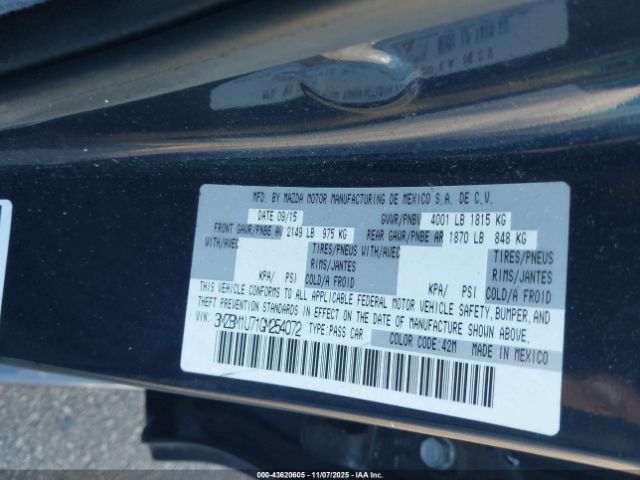 MFD. BY MAZDA MOTOR MANUFACTURING DE MEXICO S.A. DE C.V.
DATE 09/15 GVWR/PNBV 4001 LB 1815 KG
FRONT GAWR/PNBE AV 2149 LB 975 KG REAR GAWR/PNBE AR 1870 LB 848 KG
WITH/AVEC TIRES/PNEUS WITH/AVEC TIRES/PNEUS
RIMS/JANTES RIMS/JANTES
KPA/ PSI COLD/A FROID KPA/ PSI COLD/A FROID
THIS VEHICLE CONFORMS TO ALL APPLICABLE FEDERAL MOTOR VEHICLE SAFETY, BUMPER, AND
THEFT PREVENTION STANDARDS IN EFFECT ON THE DATE OF MANUFACTURE SHOWN ABOVE.
VIN: 3MZBM1U71GM254072 TYPE: PASS CAR COLOR CODE: 42M MADE IN MEXICO
000-43620605 11/07/2025 IAA Inc.